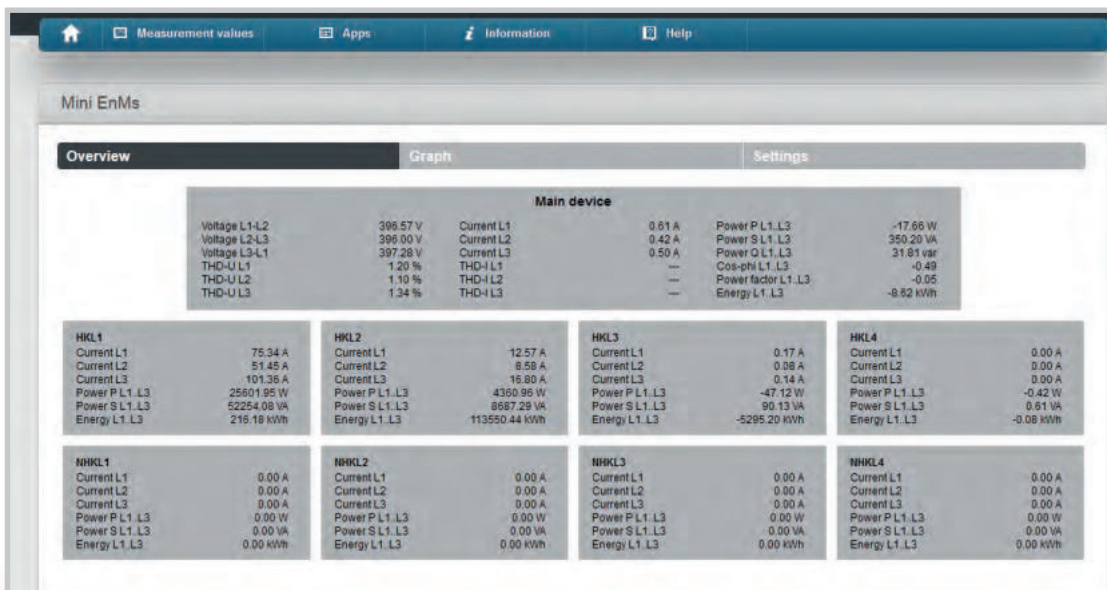 Measurement values Apps Information Help
Mini EnMs
Overview Graph Settings
Main device
Voltage L1-L2 396.57 V Current L1 0.61 A Power P L1..L3 -17.66 W
Voltage L2-L3 396.00 V Current L2 0.42 A Power S L1..L3 350.20 VA
Voltage L3-L1 397.28 V Current L3 0.50 A Power Q L1..L3 31.81 var
THD-U L1 1.20 % THD-I L1 --- Cos-phi L1..L3 -0.49
THD-U L2 1.10 % THD-I L2 --- Power factor L1..L3 -0.05
THD-U L3 1.34 % THD-I L3 --- Energy L1..L3 -8.62 kWh
HKL1
Current L1 75.34 A
Current L2 51.45 A
Current L3 101.36 A
Power P L1..L3 25601.95 W
Power S L1..L3 52254.08 VA
Energy L1..L3 216.18 kWh
HKL2
Current L1 12.57 A
Current L2 8.58 A
Current L3 16.80 A
Power P L1..L3 4360.96 W
Power S L1..L3 8687.29 VA
Energy L1..L3 113550.44 kWh
HKL3
Current L1 0.17 A
Current L2 0.08 A
Current L3 0.14 A
Power P L1..L3 -47.12 W
Power S L1..L3 90.13 VA
Energy L1..L3 -5295.20 kWh
HKL4
Current L1 0.00 A
Current L2 0.00 A
Current L3 0.00 A
Power P L1..L3 -0.42 W
Power S L1..L3 0.61 VA
Energy L1..L3 -0.08 kWh
NHKL1
Current L1 0.00 A
Current L2 0.00 A
Current L3 0.00 A
Power P L1..L3 0.00 W
Power S L1..L3 0.00 VA
Energy L1..L3 0.00 kWh
NHKL2
Current L1 0.00 A
Current L2 0.00 A
Current L3 0.00 A
Power P L1..L3 0.00 W
Power S L1..L3 0.00 VA
Energy L1..L3 0.00 kWh
NHKL3
Current L1 0.00 A
Current L2 0.00 A
Current L3 0.00 A
Power P L1..L3 0.00 W
Power S L1..L3 0.00 VA
Energy L1..L3 0.00 kWh
NHKL4
Current L1 0.00 A
Current L2 0.00 A
Current L3 0.00 A
Power P L1..L3 0.00 W
Power S L1..L3 0.00 VA
Energy L1..L3 0.00 kWh